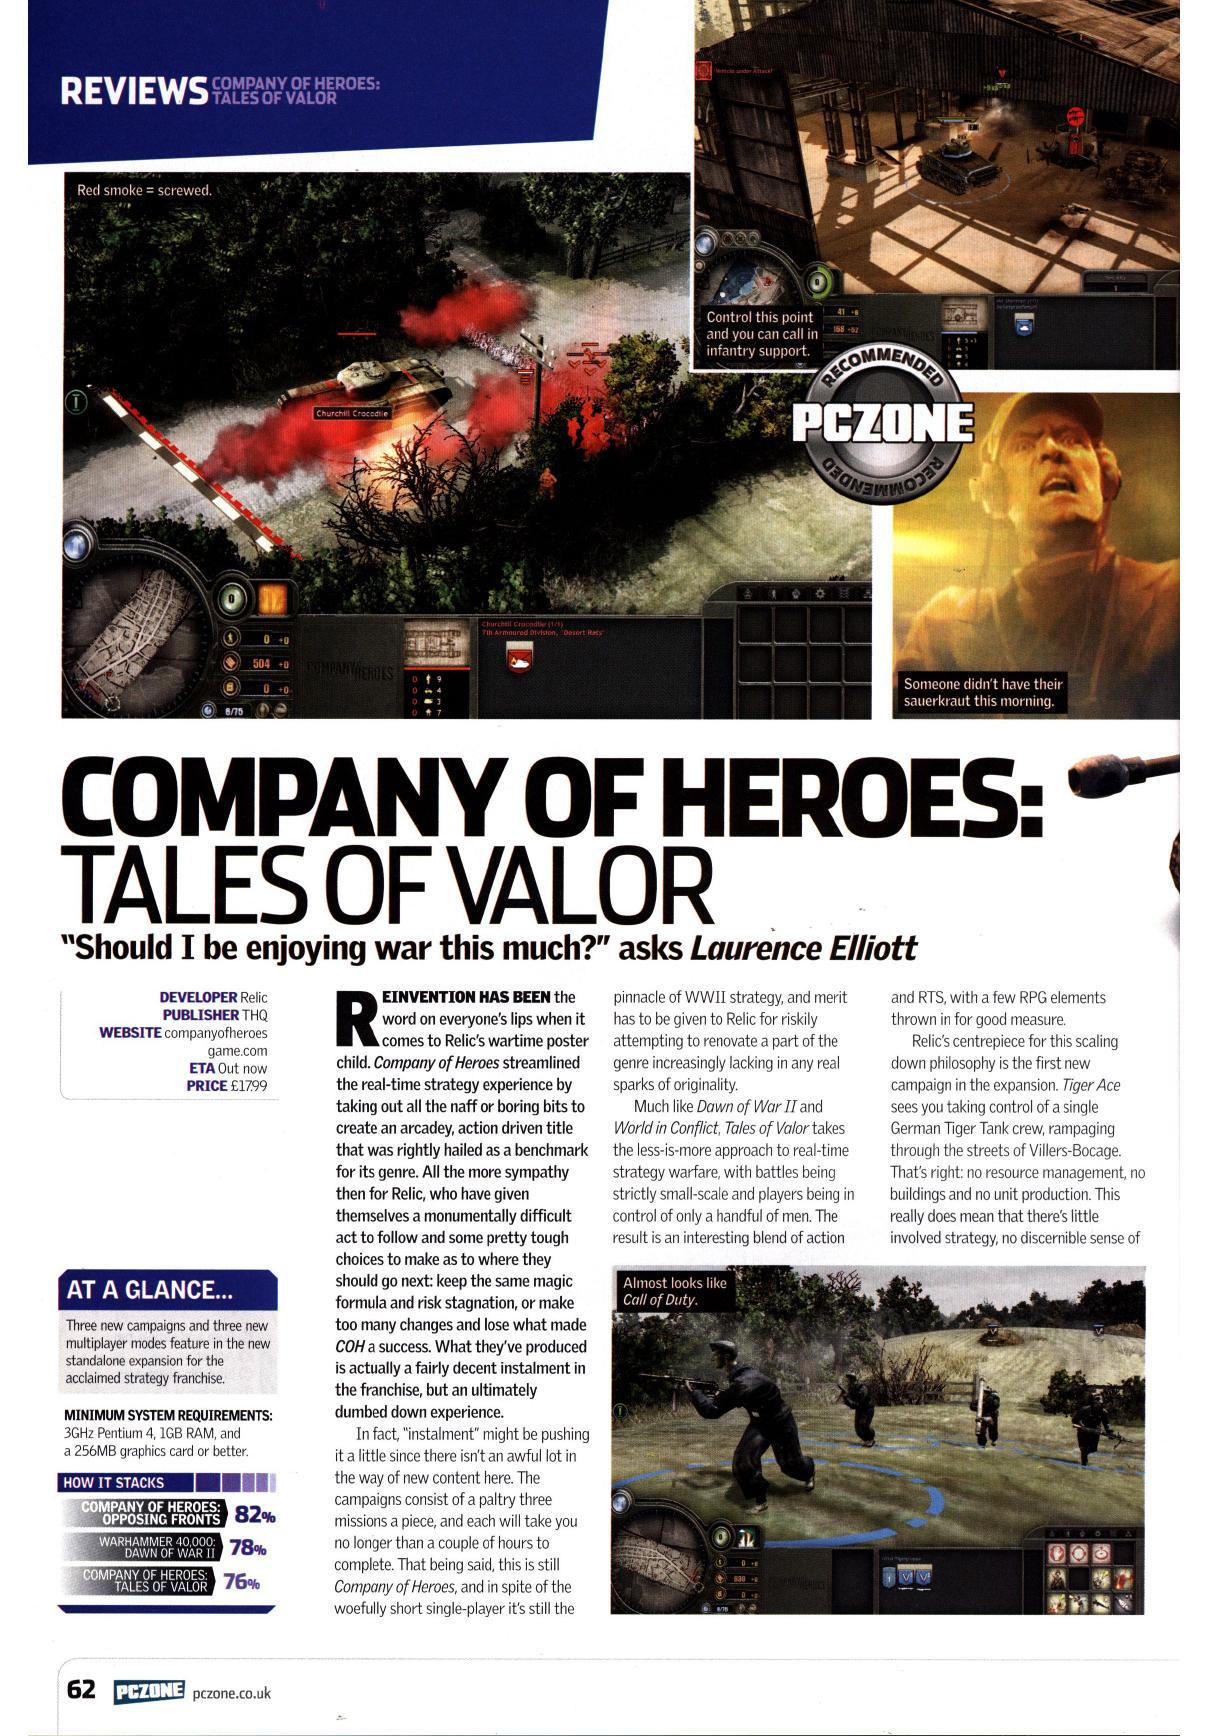 REVIEWS COMPANY OF HEROES:
TALES OF VALOR
Red smoke = screwed.
Churchill Crocodile
0
0 +0
504 +0
0 +0
8/75
COMPANY HEROES
0 9
0 4
0 3
0 7
Churchill Crocodile (1/1)
7th Armoured Division, "Desert Rats"
Vehicle under Attack!
0
41 +6
168 +52
Control this point
and you can call in
infantry support.
RECOMMENDED
PCZONE
RECOMMENDED
Someone didn't have their
sauerkraut this morning.
COMPANY OF HEROES:
TALES OF VALOR
"Should I be enjoying war this much?" asks Laurence Elliott
DEVELOPER Relic
PUBLISHER THQ
WEBSITE companyofheroes
game.com
ETA Out now
PRICE £17.99
AT A GLANCE...
Three new campaigns and three new
multiplayer modes feature in the new
standalone expansion for the
acclaimed strategy franchise.
MINIMUM SYSTEM REQUIREMENTS:
3GHz Pentium 4, 1GB RAM, and
a 256MB graphics card or better.
HOW IT STACKS
COMPANY OF HEROES:
OPPOSING FRONTS 82%
WARHAMMER 40,000:
DAWN OF WAR II 78%
COMPANY OF HEROES:
TALES OF VALOR 76%
REINVENTION HAS BEEN the
word on everyone's lips when it
comes to Relic's wartime poster
child. Company of Heroes streamlined
the real-time strategy experience by
taking out all the naff or boring bits to
create an arcadey, action driven title
that was rightly hailed as a benchmark
for its genre. All the more sympathy
then for Relic, who have given
themselves a monumentally difficult
act to follow and some pretty tough
choices to make as to where they
should go next: keep the same magic
formula and risk stagnation, or make
too many changes and lose what made
COH a success. What they've produced
is actually a fairly decent instalment in
the franchise, but an ultimately
dumbed down experience.
In fact, "instalment" might be pushing
it a little since there isn't an awful lot in
the way of new content here. The
campaigns consist of a paltry three
missions a piece, and each will take you
no longer than a couple of hours to
complete. That being said, this is still
Company of Heroes, and in spite of the
woefully short single-player it's still the
pinnacle of WWII strategy, and merit
has to be given to Relic for riskily
attempting to renovate a part of the
genre increasingly lacking in any real
sparks of originality.
Much like Dawn of War II and
World in Conflict, Tales of Valor takes
the less-is-more approach to real-time
strategy warfare, with battles being
strictly small-scale and players being in
control of only a handful of men. The
result is an interesting blend of action
and RTS, with a few RPG elements
thrown in for good measure.
Relic's centrepiece for this scaling
down philosophy is the first new
campaign in the expansion. Tiger Ace
sees you taking control of a single
German Tiger Tank crew, rampaging
through the streets of Villers-Bocage.
That's right: no resource management, no
buildings and no unit production. This
really does mean that there's little
involved strategy, no discernible sense of
Almost looks like
Call of Duty.
62 PCZONE pczone.co.uk